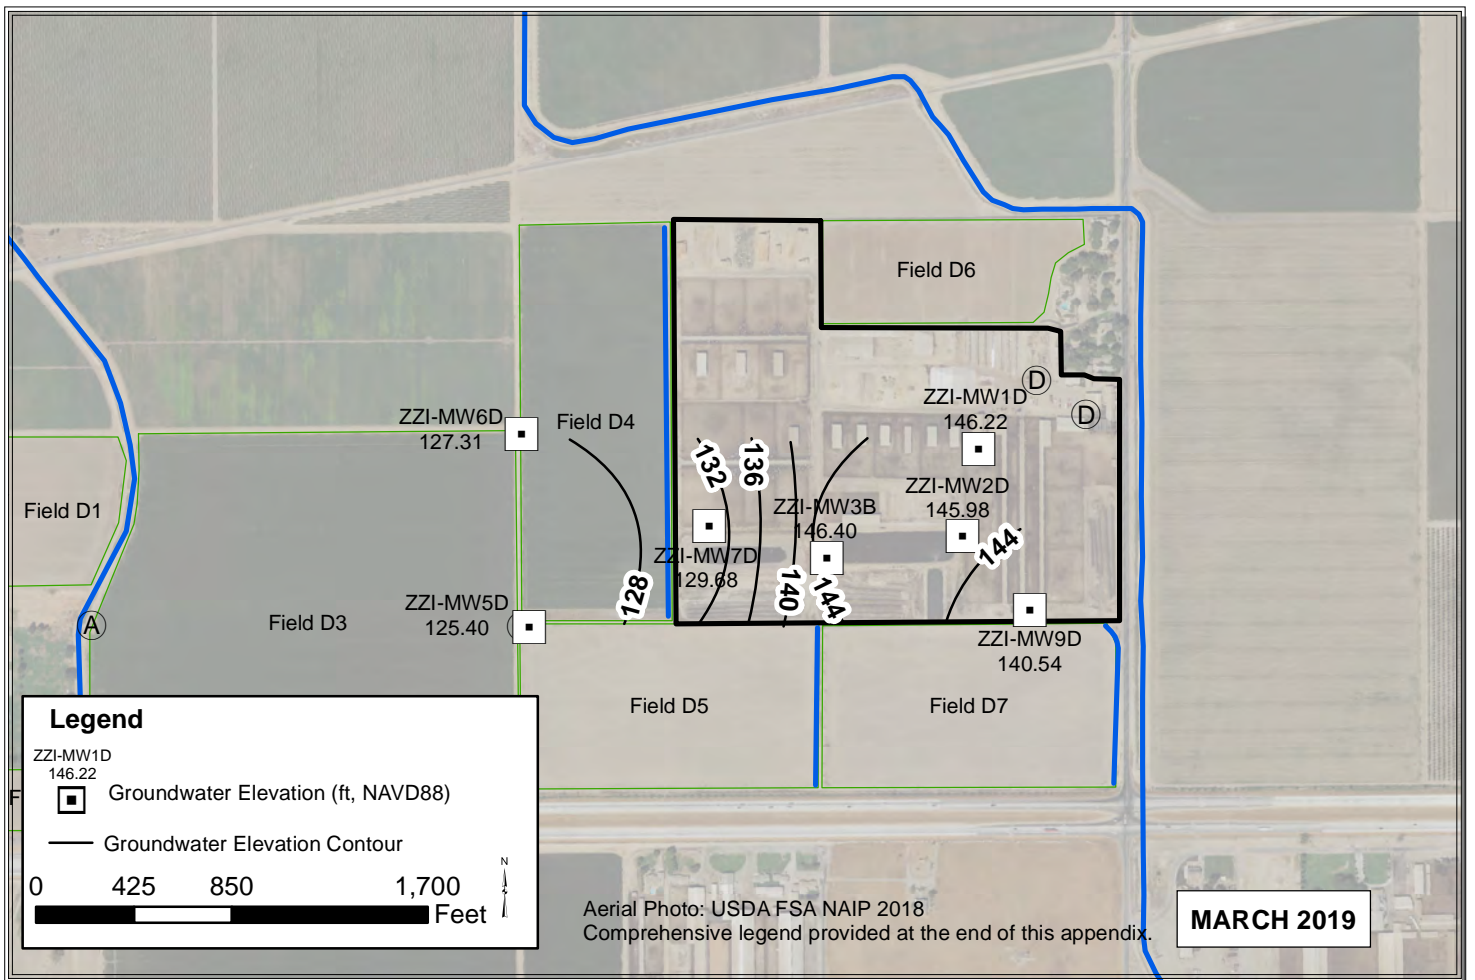 Field D6
D
D
ZZI-MW1D
146.22
ZZI-MW6D
127.31
Field D4
132
136
ZZI-MW2D
145.98
ZZI-MW3B
146.40
Field D1
144
ZZI-MW7D
129.68
128
140
144
ZZI-MW5D
125.40
Field D3
A
ZZI-MW9D
140.54
Field D5
Field D7
F
Legend
ZZI-MW1D
146.22
Groundwater Elevation (ft, NAVD88)
Groundwater Elevation Contour
N
0 425 850 1,700
Feet
Aerial Photo: USDA FSA NAIP 2018
Comprehensive legend provided at the end of this appendix.
MARCH 2019